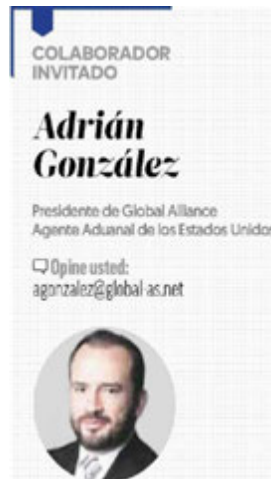 COLABORADOR
INVITADO
Adrián
González
Presidente de Global Alliance
Agente Aduanal de los Estados Unidos
Opine usted:
agonzalez@global-as.net